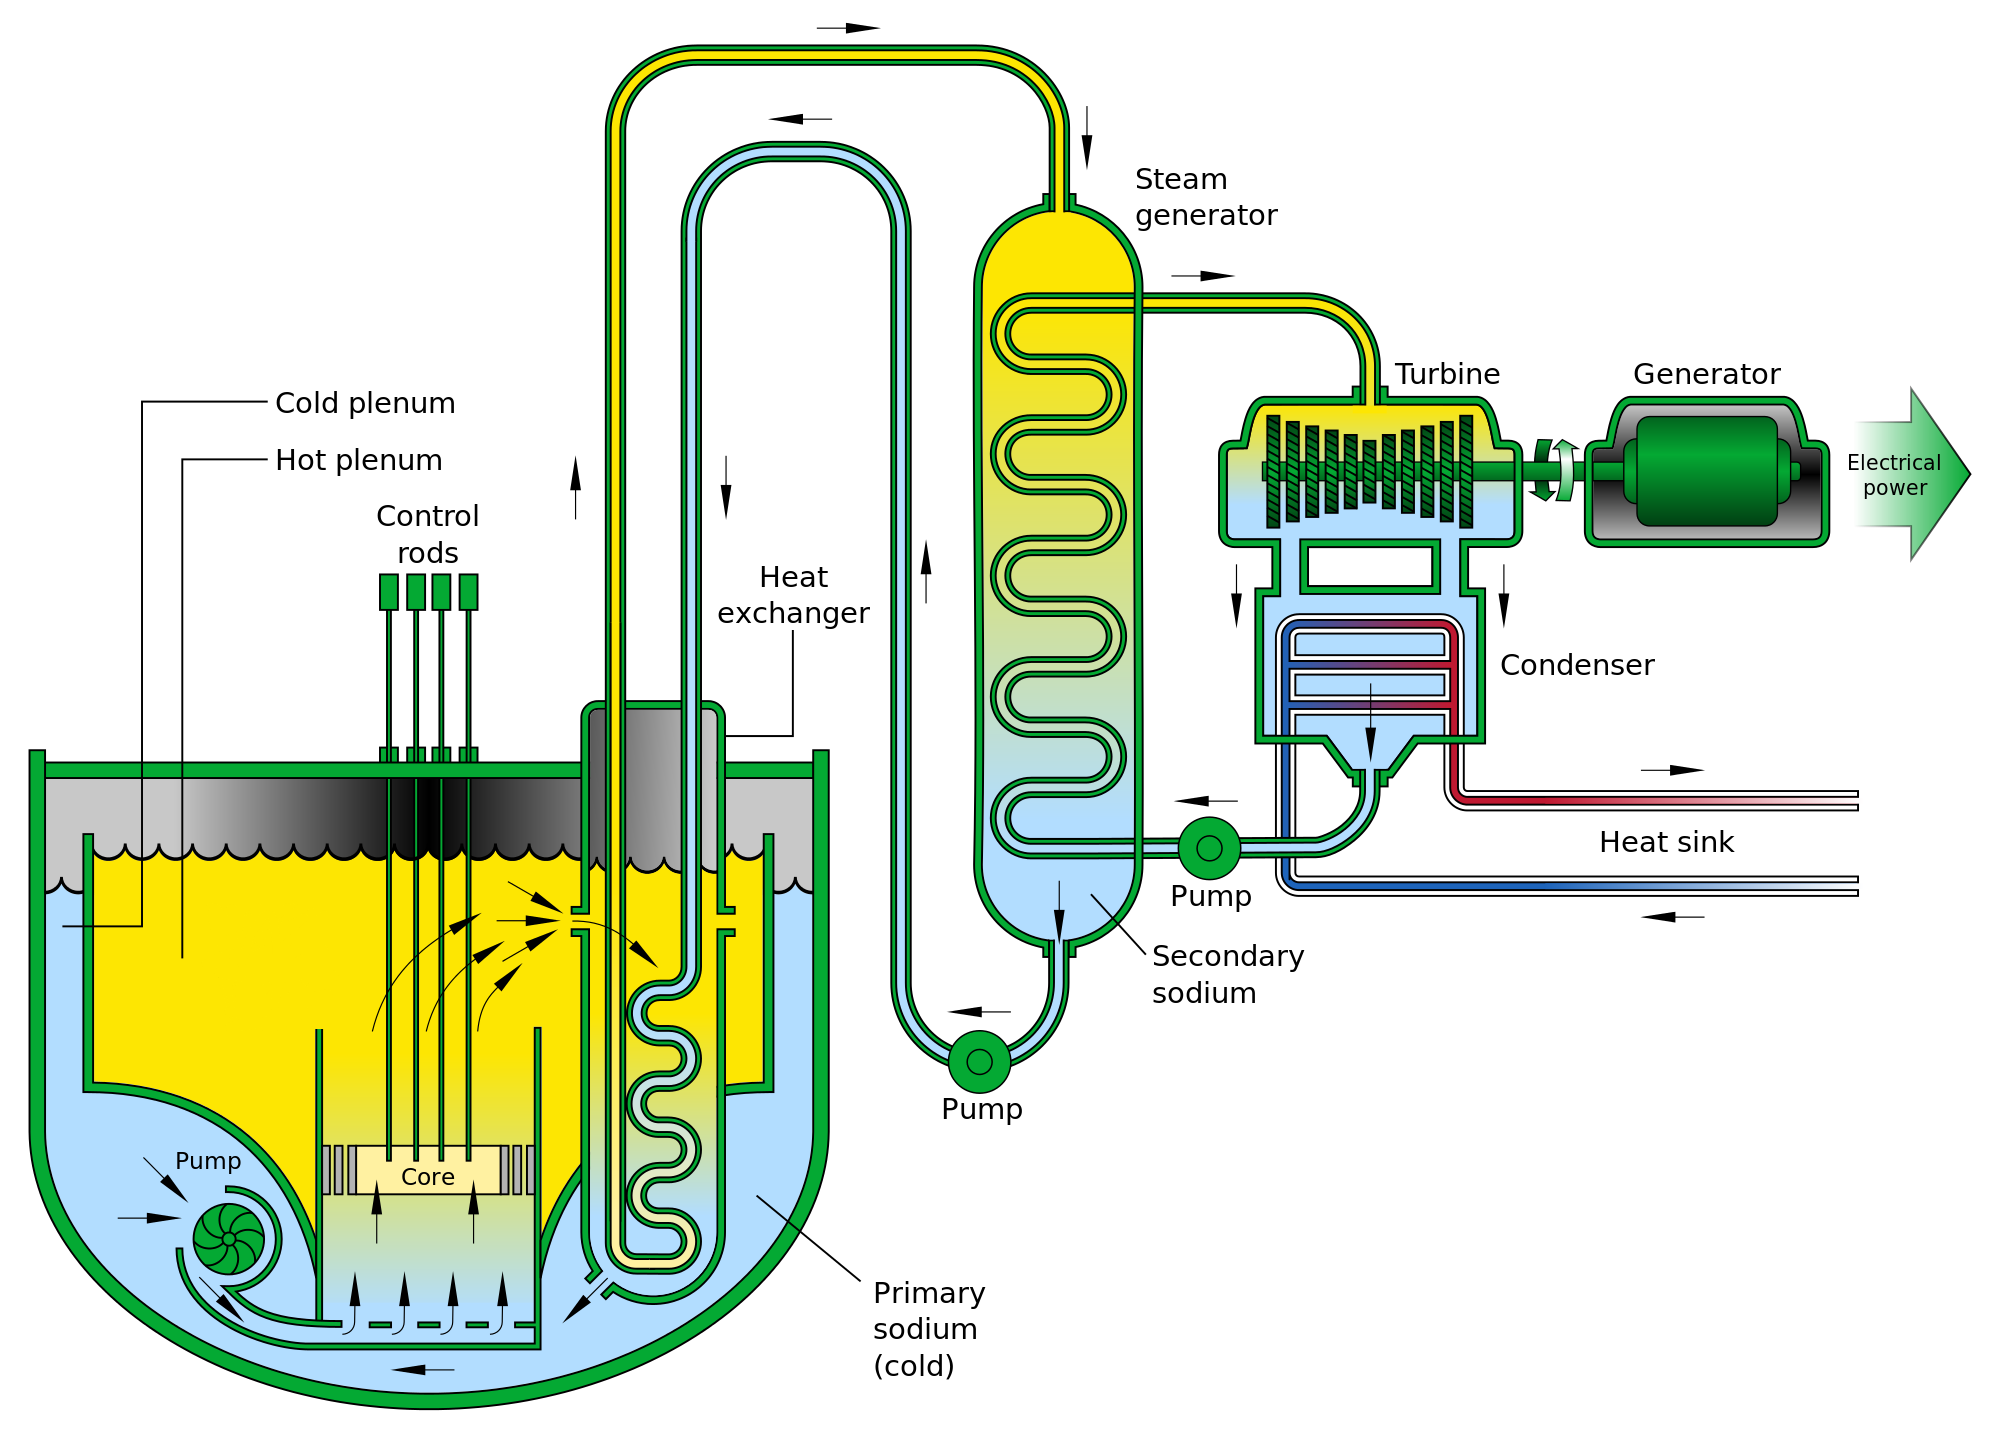 Steam
generator
Turbine
Generator
Cold plenum
Hot plenum
Electrical
power
Control
rods
Heat
exchanger
Condenser
Heat sink
Pump
Secondary
sodium
Pump
Pump
Core
Primary
sodium
(cold)